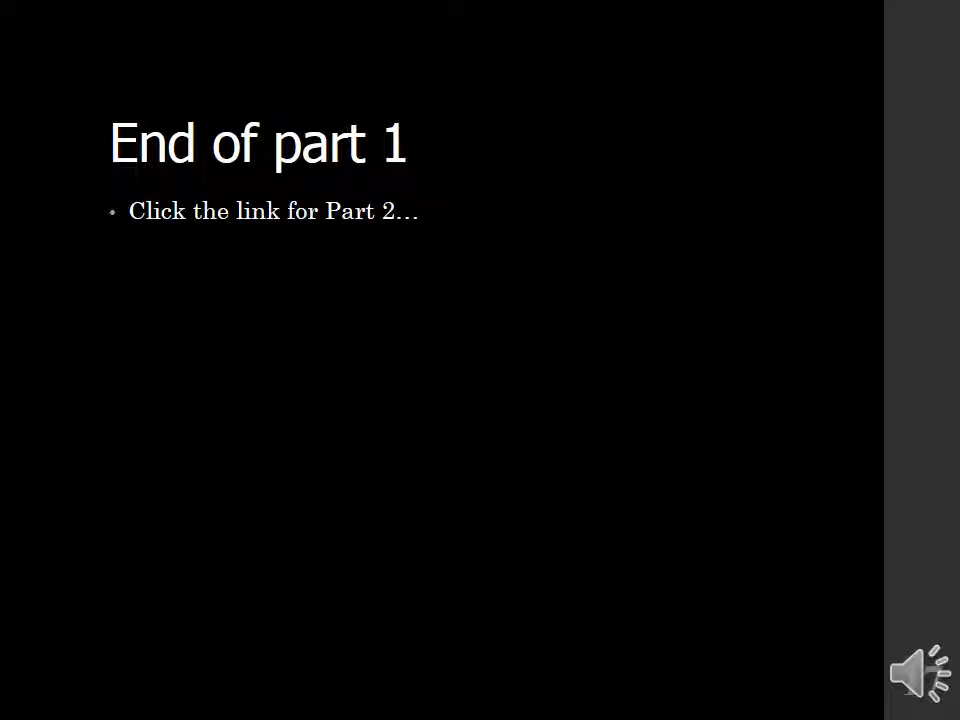 End of part 1
• Click the link for Part 2…